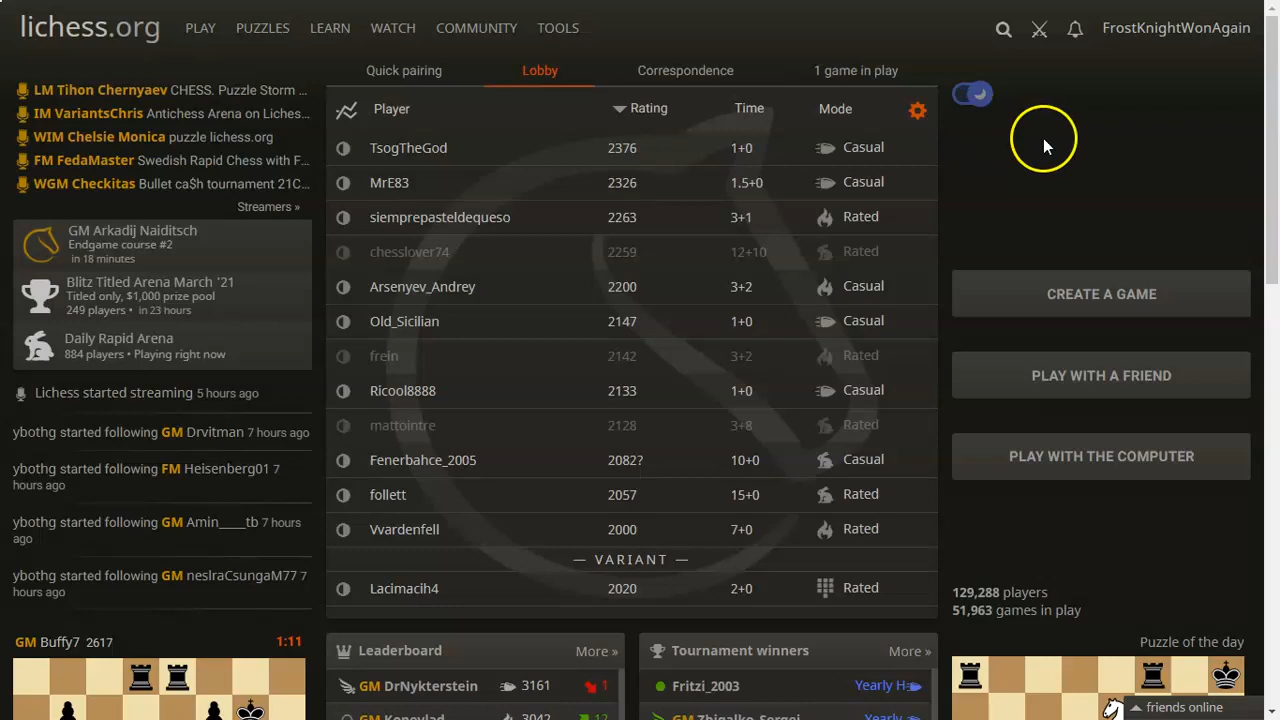 lichess.org PLAY PUZZLES LEARN WATCH COMMUNITY TOOLS FrostKnightWonAgain
LM Tihon Chernyaev CHESS. Puzzle Storm ...
IM VariantsChris Antichess Arena on Liches...
WIM Chelsie Monica puzzle lichess.org
FM FedaMaster Swedish Rapid Chess with F...
WGM Checkitas Bullet ca$h tournament 21C...
Streamers »
GM Arkadij Naiditsch
Endgame course #2
in 18 minutes
Blitz Titled Arena March '21
Titled only, $1,000 prize pool
249 players • in 23 hours
Daily Rapid Arena
884 players • Playing right now
Lichess started streaming 5 hours ago
ybothg started following GM Drvitman 7 hours ago
ybothg started following FM Heisenberg01 7
hours ago
ybothg started following GM Amin____tb 7 hours
ago
ybothg started following GM neslraCsungaM77 7
hours ago
GM Buffy7 2617 1:11
Quick pairing Lobby Correspondence 1 game in play
Player Rating Time Mode
TsogTheGod 2376 1+0 Casual
MrE83 2326 1.5+0 Casual
siemprepasteldequeso 2263 3+1 Rated
chesslover74 2259 12+10 Rated
Arsenyev_Andrey 2200 3+2 Casual
Old_Sicilian 2147 1+0 Casual
frein 2142 3+2 Rated
Ricool8888 2133 1+0 Casual
mattointre 2128 3+8 Rated
Fenerbahce_2005 2082? 10+0 Casual
follett 2057 15+0 Rated
Vvardenfell 2000 7+0 Rated
— VARIANT —
Lacimacih4 2020 2+0 Rated
Leaderboard More »
GM DrNykterstein 3161 1
GM Konevlad 3042 12
Tournament winners More »
Fritzi_2003 Yearly H
GM Zhigalko_Sergei Yearly
CREATE A GAME
PLAY WITH A FRIEND
PLAY WITH THE COMPUTER
129,288 players
51,963 games in play
Puzzle of the day
friends online